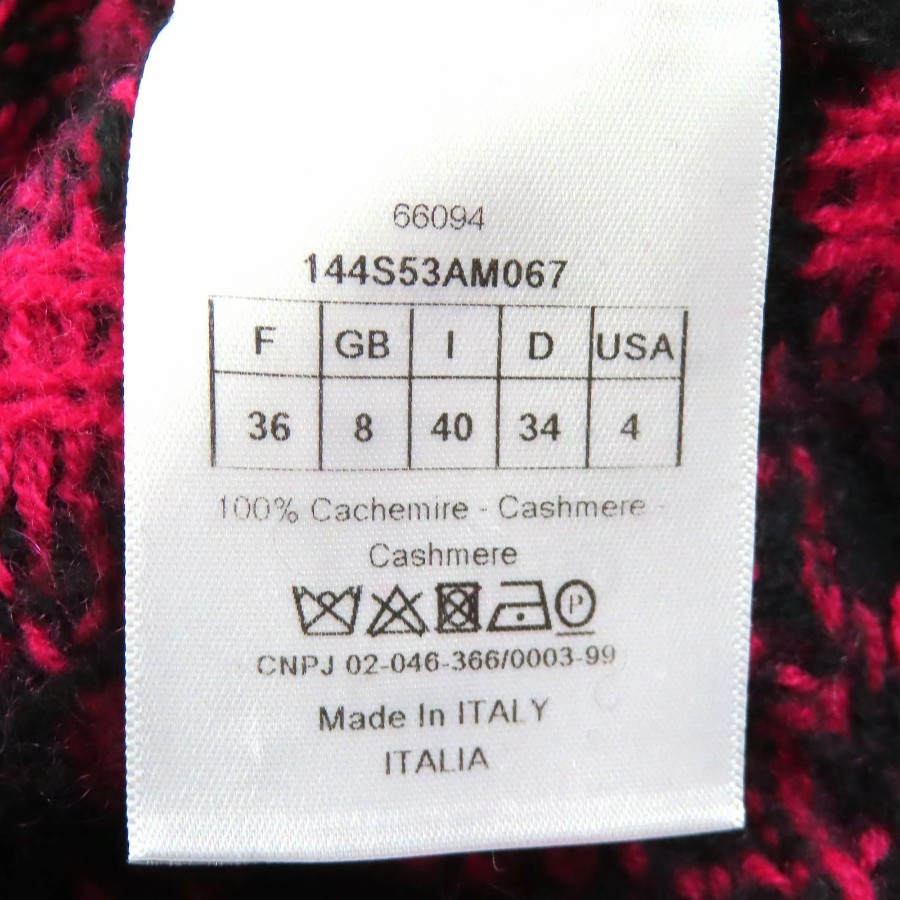 66094
144S53AM067
F GB I D USA
36 8 40 34 4
100% Cachemire - Cashmere -
Cashmere
P
CNPJ 02-046-366/0003-99
Made In ITALY
ITALIA